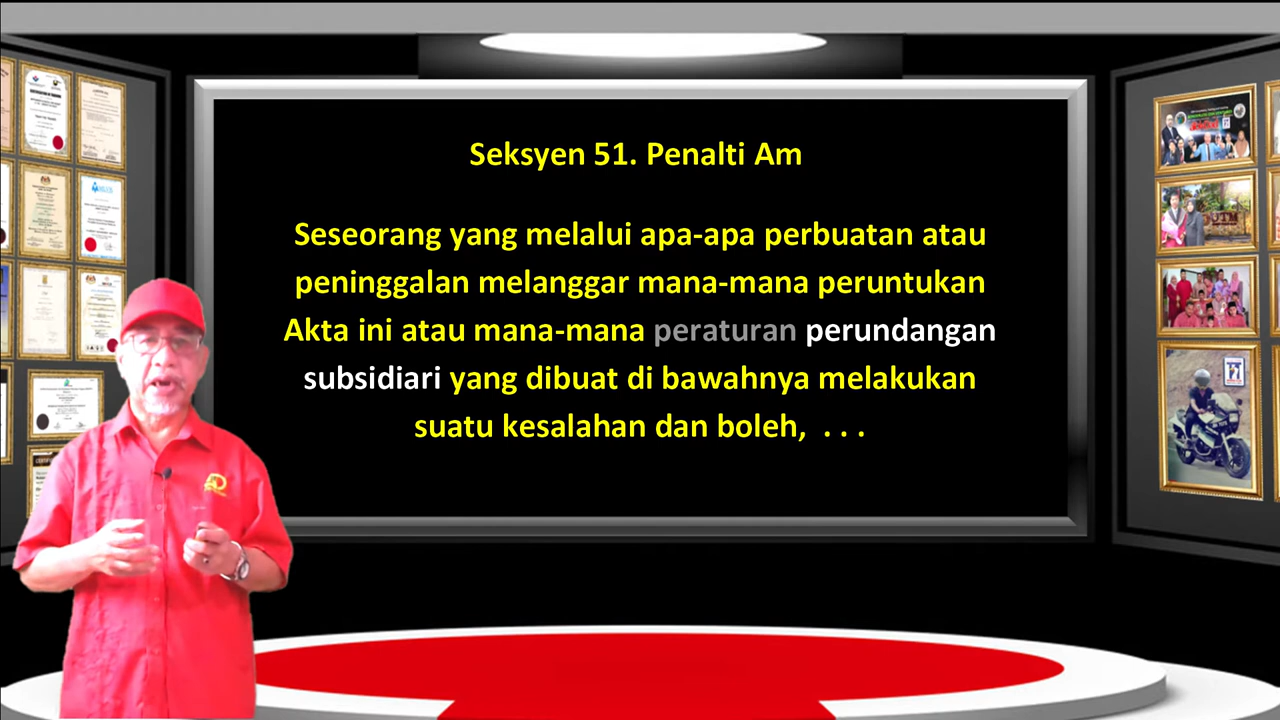 Seksyen 51. Penalti Am
Seseorang yang melalui apa-apa perbuatan atau
peninggalan melanggar mana-mana peruntukan
Akta ini atau mana-mana peraturan perundangan
subsidiari yang dibuat di bawahnya melakukan
suatu kesalahan dan boleh,  . . .